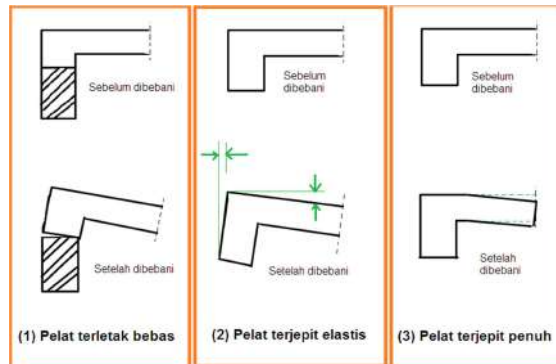 Sebelum dibebani
Setelah dibebani
(1) Pelat terletak bebas
Sebelum
dibebani
Setelah
dibebani
(2) Pelat terjepit elastis
Sebelum
dibebani
Setelah
dibebani
(3) Pelat terjepit penuh